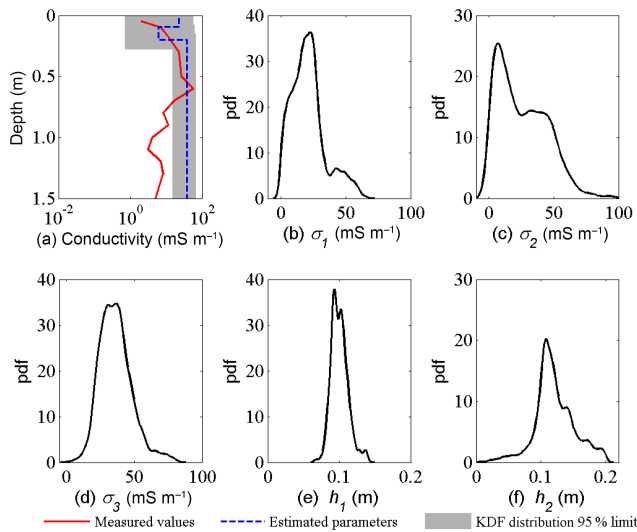 0
0.5
1.0
1.5
Depth (m)
10-2 100 102
(a) Conductivity (mS m−1)
40
30
20
10
0
pdf
0 50 100
(b) σ1 (mS m−1)
30
20
10
0
pdf
0 50 100
(c) σ2 (mS m−1)
40
30
20
10
0
pdf
0 50 100
(d) σ3 (mS m−1)
40
30
20
10
0
pdf
0 0.1 0.2
(e) h1 (m)
30
20
10
0
pdf
0 0.1 0.2
(f) h2 (m)
Measured values Estimated parameters KDF distribution 95 % limit